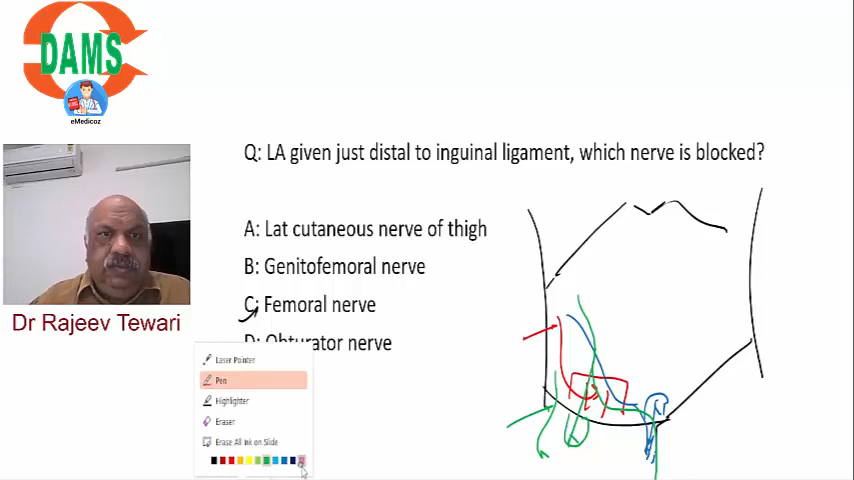 DAMS
eMedicoz
Q: LA given just distal to inguinal ligament, which nerve is blocked?
A: Lat cutaneous nerve of thigh
B: Genitofemoral nerve
C: Femoral nerve
D: Obturator nerve
Dr Rajeev Tewari
Laser Pointer
Pen
Highlighter
Eraser
Erase All Ink on Slide